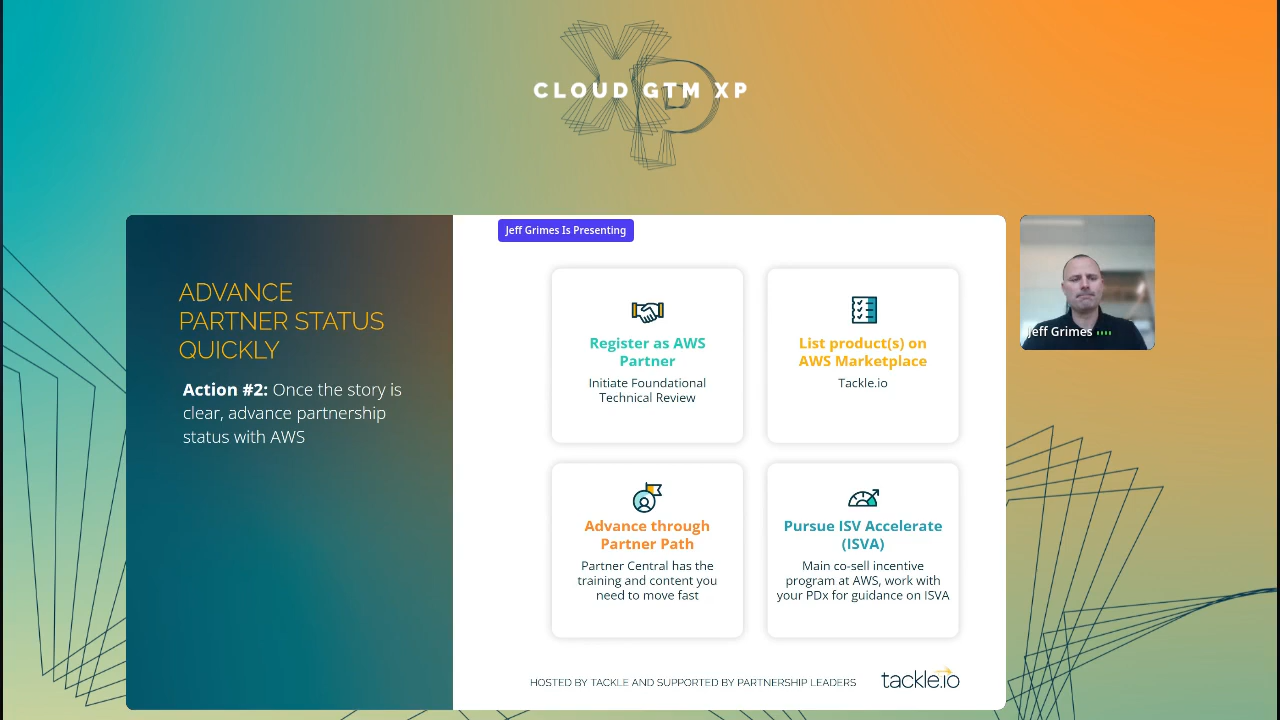 CLOUD GTM XP
Jeff Grimes Is Presenting
ADVANCE
PARTNER STATUS
QUICKLY
Action #2: Once the story is
clear, advance partnership
status with AWS
Register as AWS
Partner
Initiate Foundational
Technical Review
List product(s) on
AWS Marketplace
Tackle.io
Advance through
Partner Path
Partner Central has the
training and content you
need to move fast
Pursue ISV Accelerate
(ISVA)
Main co-sell incentive
program at AWS, work with
your PDx for guidance on ISVA
HOSTED BY TACKLE AND SUPPORTED BY PARTNERSHIP LEADERS
tackle.io
Jeff Grimes